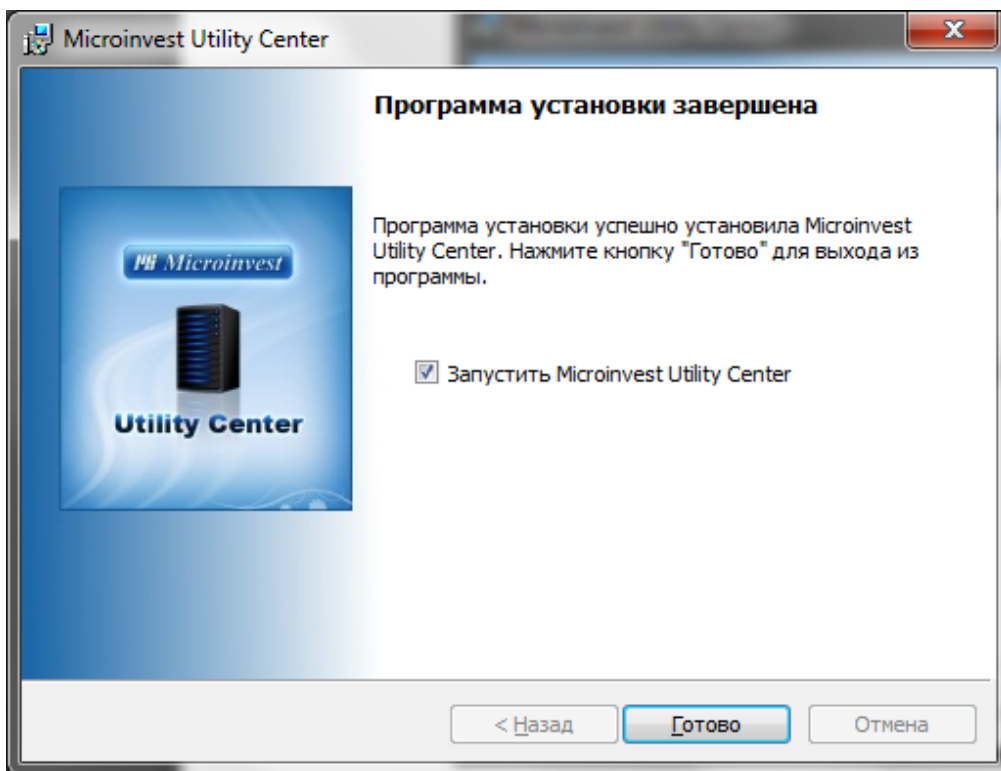 Microinvest Utility Center
Программа установки завершена
Microinvest
Utility Center
Программа установки успешно установила Microinvest
Utility Center. Нажмите кнопку "Готово" для выхода из
программы.
Запустить Microinvest Utility Center
< Назад
Готово
Отмена